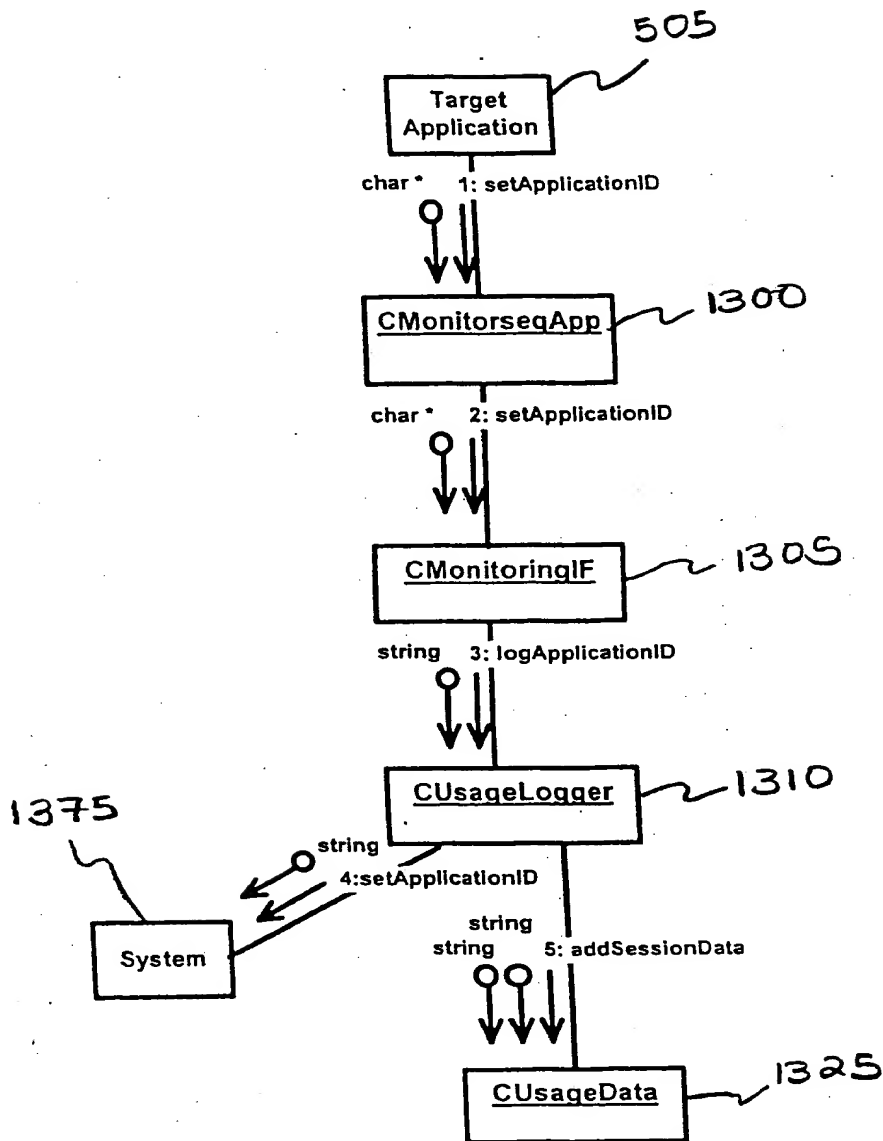 505
Target
Application
char * 1: setApplicationID
CMonitorseqApp
1300
char * 2: setApplicationID
CMonitoringIF
1305
string 3: logApplicationID
CUsageLogger
1310
1375
string
4:setApplicationID
System
string
string 5: addSessionData
CUsageData
1325